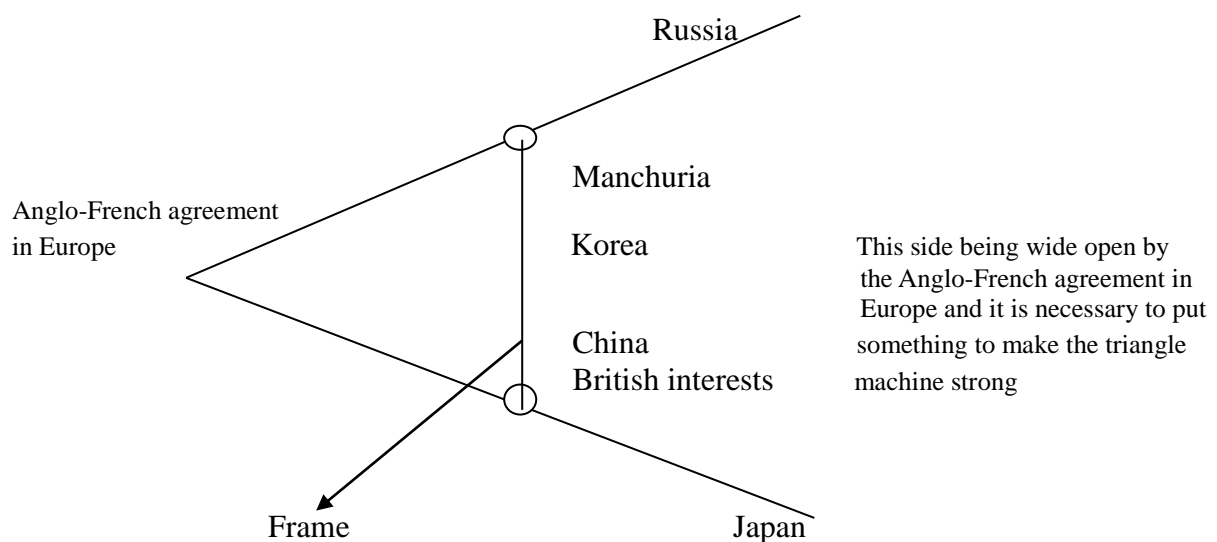 Russia
Manchuria
Anglo-French agreement
in Europe
Korea
This side being wide open by
the Anglo-French agreement in
Europe and it is necessary to put
something to make the triangle
machine strong
China
British interests
Frame
Japan